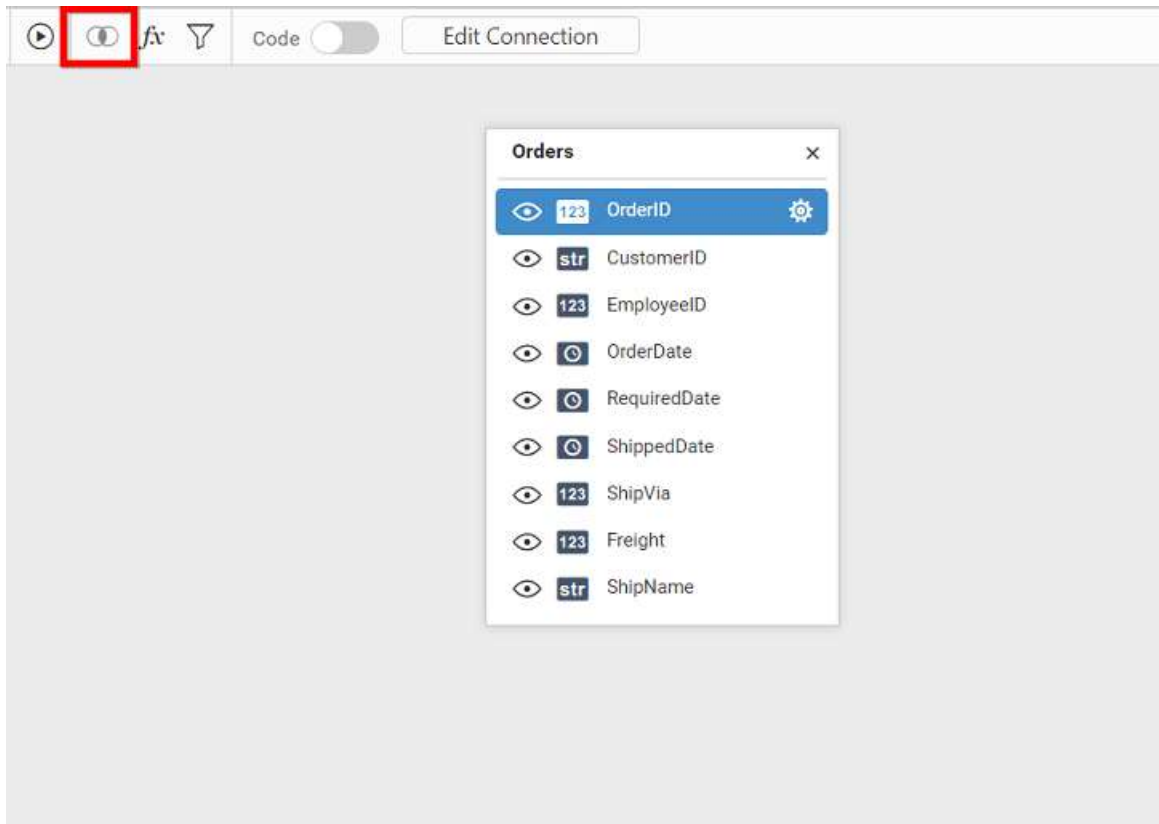 fx Code Edit Connection
Orders ×
123 OrderID
str CustomerID
123 EmployeeID
OrderDate
RequiredDate
ShippedDate
123 ShipVia
123 Freight
str ShipName